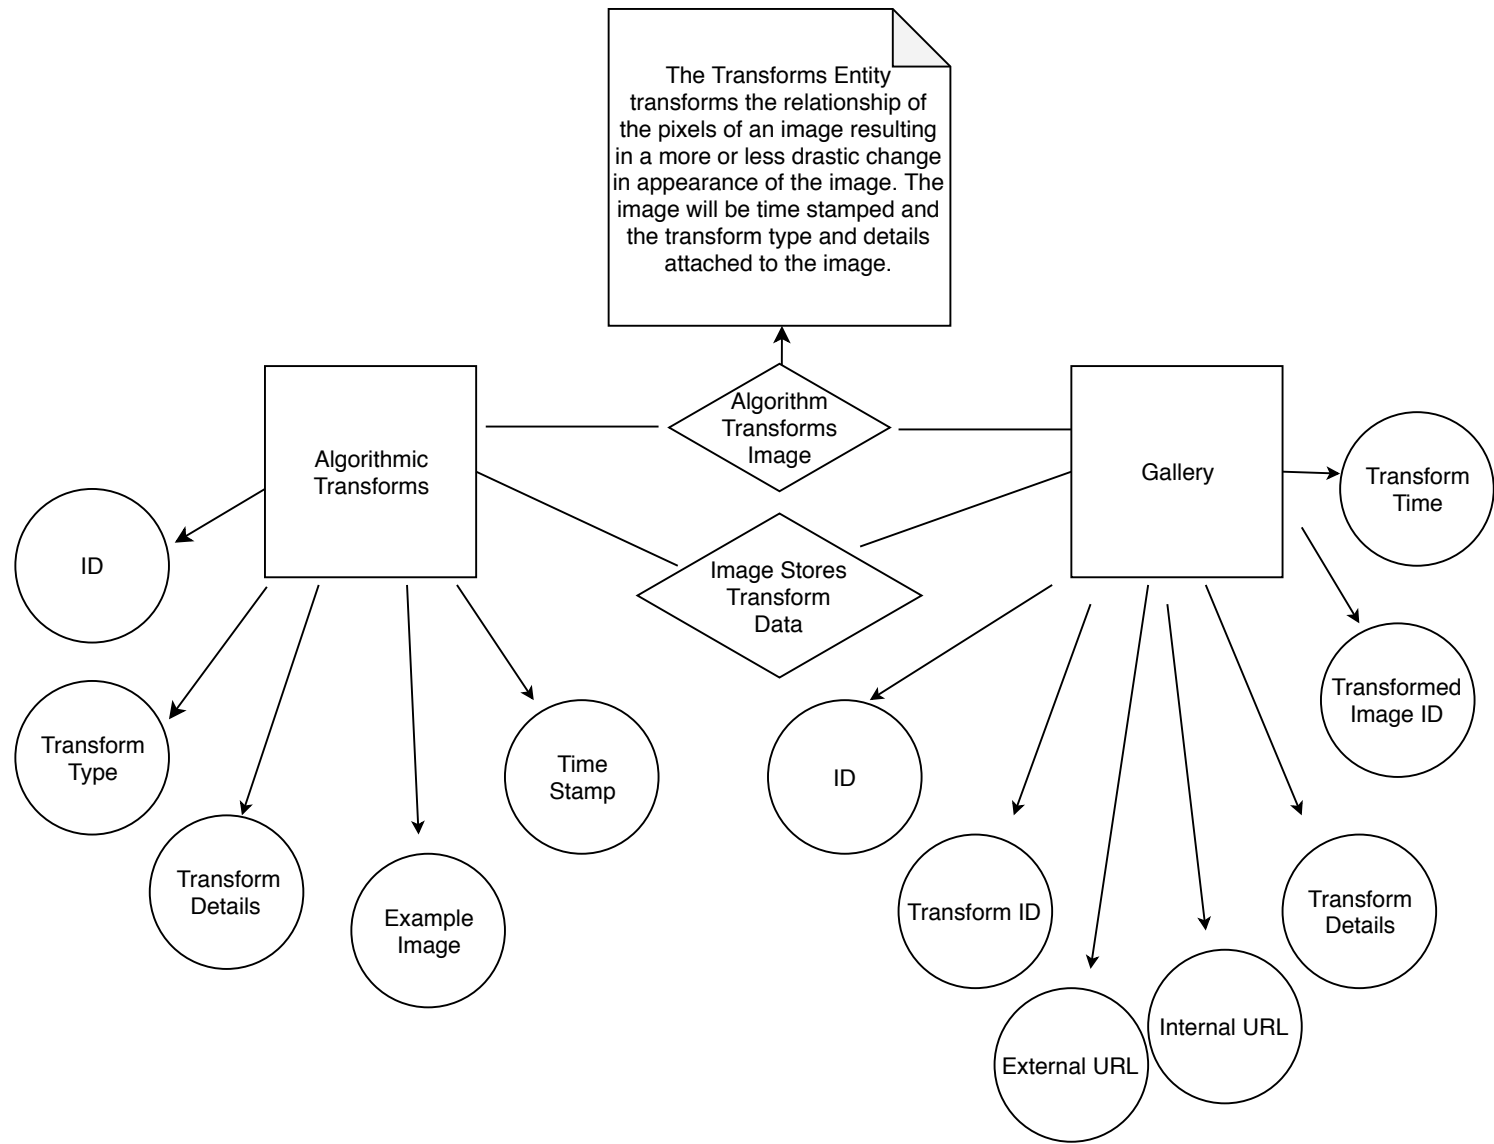 The Transforms Entity
transforms the relationship of
the pixels of an image resulting
in a more or less drastic change
in appearance of the image. The
image will be time stamped and
the transform type and details
attached to the image.
Algorithmic
Transforms
Algorithm
Transforms
Image
Gallery
Transform
Time
ID
Image Stores
Transform
Data
Transformed
Image ID
Transform
Type
Time
Stamp
ID
Transform
Details
Example
Image
Transform ID
Transform
Details
External URL
Internal URL